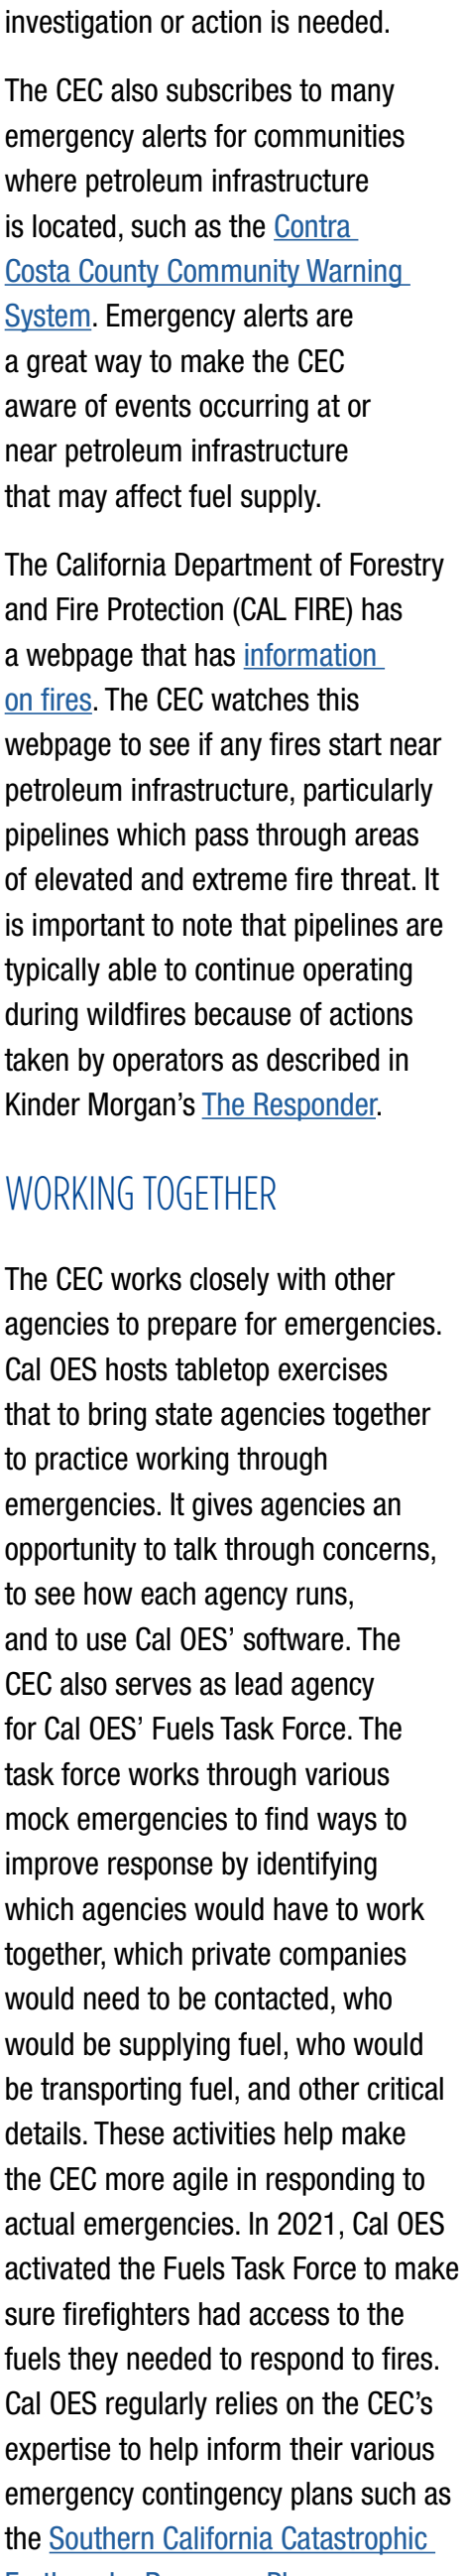 investigation or action is needed.
The CEC also subscribes to many
emergency alerts for communities
where petroleum infrastructure
is located, such as the Contra
Costa County Community Warning
System. Emergency alerts are
a great way to make the CEC
aware of events occurring at or
near petroleum infrastructure
that may affect fuel supply.
The California Department of Forestry
and Fire Protection (CAL FIRE) has
a webpage that has information
on fires. The CEC watches this
webpage to see if any fires start near
petroleum infrastructure, particularly
pipelines which pass through areas
of elevated and extreme fire threat. It
is important to note that pipelines are
typically able to continue operating
during wildfires because of actions
taken by operators as described in
Kinder Morgan’s The Responder.
WORKING TOGETHER
The CEC works closely with other
agencies to prepare for emergencies.
Cal OES hosts tabletop exercises
that to bring state agencies together
to practice working through
emergencies. It gives agencies an
opportunity to talk through concerns,
to see how each agency runs,
and to use Cal OES’ software. The
CEC also serves as lead agency
for Cal OES’ Fuels Task Force. The
task force works through various
mock emergencies to find ways to
improve response by identifying
which agencies would have to work
together, which private companies
would need to be contacted, who
would be supplying fuel, who would
be transporting fuel, and other critical
details. These activities help make
the CEC more agile in responding to
actual emergencies. In 2021, Cal OES
activated the Fuels Task Force to make
sure firefighters had access to the
fuels they needed to respond to fires.
Cal OES regularly relies on the CEC’s
expertise to help inform their various
emergency contingency plans such as
the Southern California Catastrophic